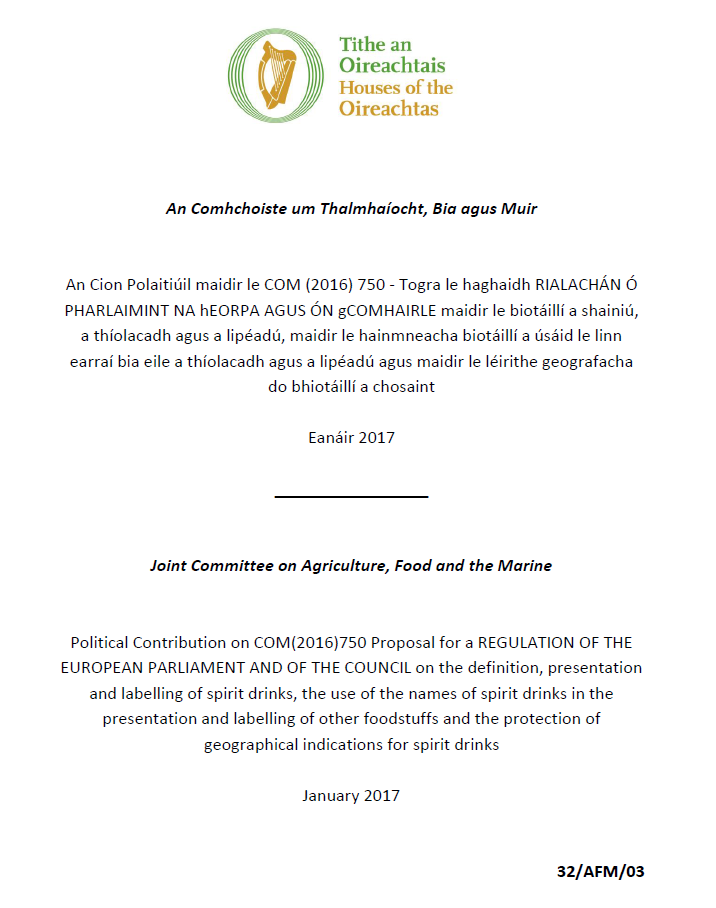 Tithe an
Oireachtais
Houses of the
Oireachtas
An Comhchoiste um Thalmhaíocht, Bia agus Muir
An Cion Polaitiúil maidir le COM (2016) 750 - Togra le haghaidh RIALACHÁN Ó
PHARLAIMINT NA hEORPA AGUS ÓN gCOMHAIRLE maidir le biotáillí a shainiú,
a thíolacadh agus a lipéadú, maidir le hainmneacha biotáillí a úsáid le linn
earraí bia eile a thíolacadh agus a lipéadú agus maidir le léirithe geografacha
do bhiotáillí a chosaint
Eanáir 2017
Joint Committee on Agriculture, Food and the Marine
Political Contribution on COM(2016)750 Proposal for a REGULATION OF THE
EUROPEAN PARLIAMENT AND OF THE COUNCIL on the definition, presentation
and labelling of spirit drinks, the use of the names of spirit drinks in the
presentation and labelling of other foodstuffs and the protection of
geographical indications for spirit drinks
January 2017
32/AFM/03